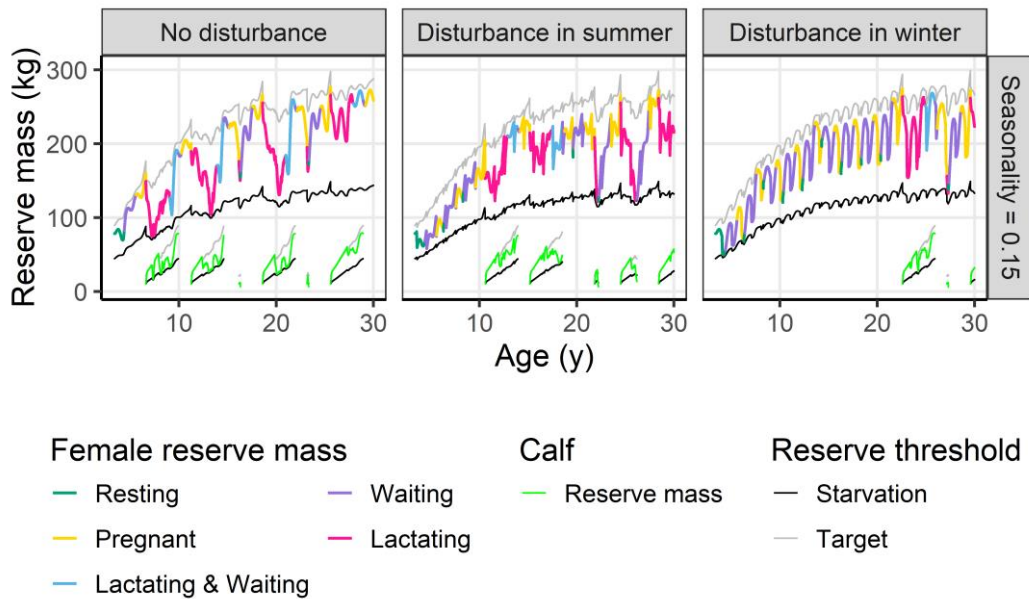 No disturbance
Disturbance in summer
Disturbance in winter
Reserve mass (kg)
300
200
100
0
Seasonality = 0.15
10 20 30
10 20 30
10 20 30
Age (y)
Female reserve mass
Calf
Reserve threshold
Resting
Waiting
Reserve mass
Starvation
Pregnant
Lactating
Target
Lactating & Waiting